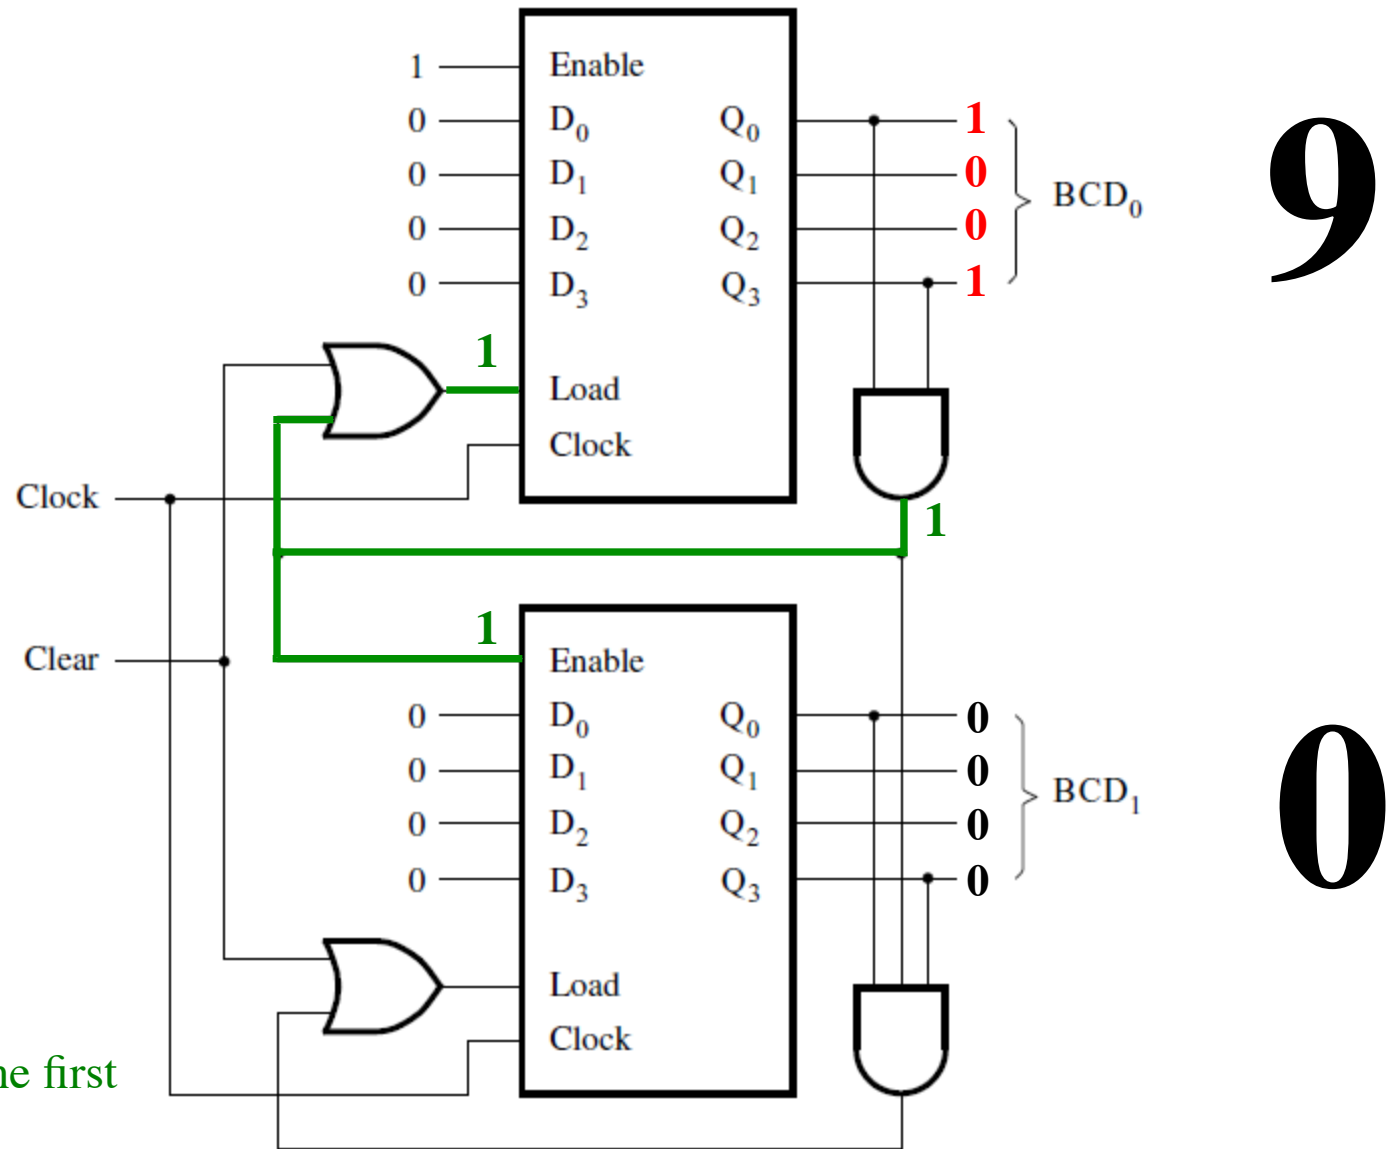 1 Enable
0 D0 Q0 1
0 D1 Q1 0 BCD0 9
0 D2 Q2 0
0 D3 Q3 1
1
Load
Clock
Clock
1
1
Clear Enable
0 D0 Q0 0
0 D1 Q1 0
BCD1 0
0 D2 Q2 0
0 D3 Q3 0
Load
Clock
first